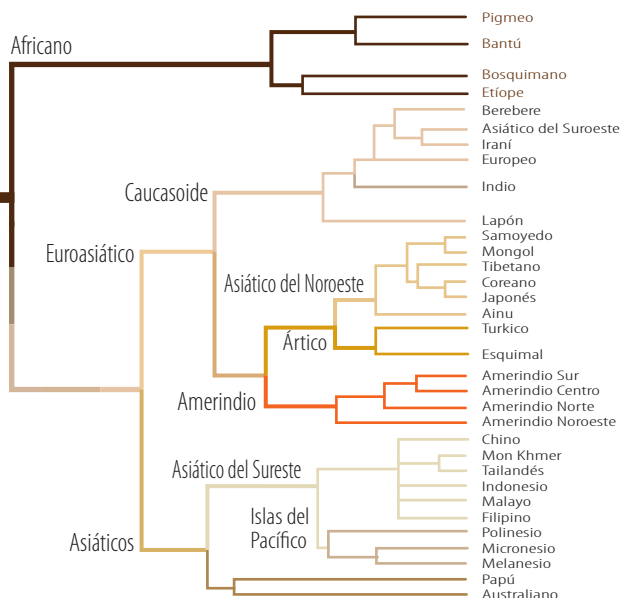 Africano
Pigmeo
Bantú
Bosquimano
Etíope
Berebere
Asiático del Suroeste
Iraní
Europeo
Caucasoide
Indio
Lapón
Euroasiático
Samoyedo
Mongol
Tibetano
Asiático del Noroeste
Coreano
Japonés
Ainu
Turkico
Ártico
Esquimal
Amerindio
Amerindio Sur
Amerindio Centro
Amerindio Norte
Amerindio Noroeste
Chino
Mon Khmer
Asiático del Sureste
Tailandés
Indonesio
Malayo
Filipino
Islas del
Pacífico
Polinesio
Asiáticos
Micronesio
Melanesio
Papú
Australiano